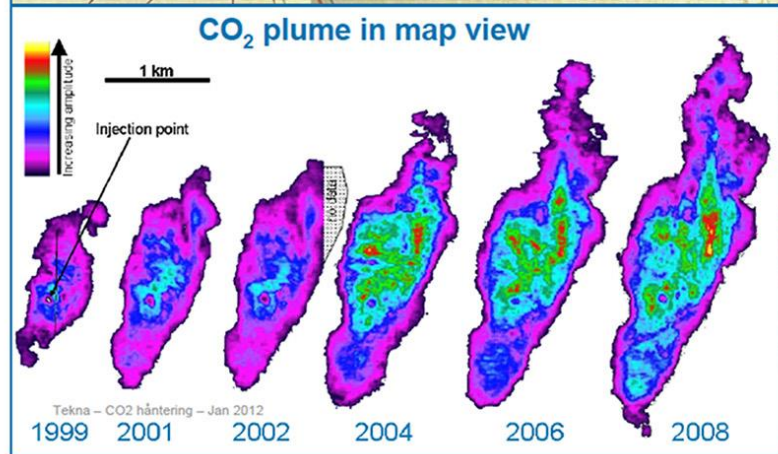 CO₂ plume in map view
Increasing amplitude
1 km
Injection point
no data
Tekna – CO2 håntering – Jan 2012
1999 2001 2002 2004 2006 2008